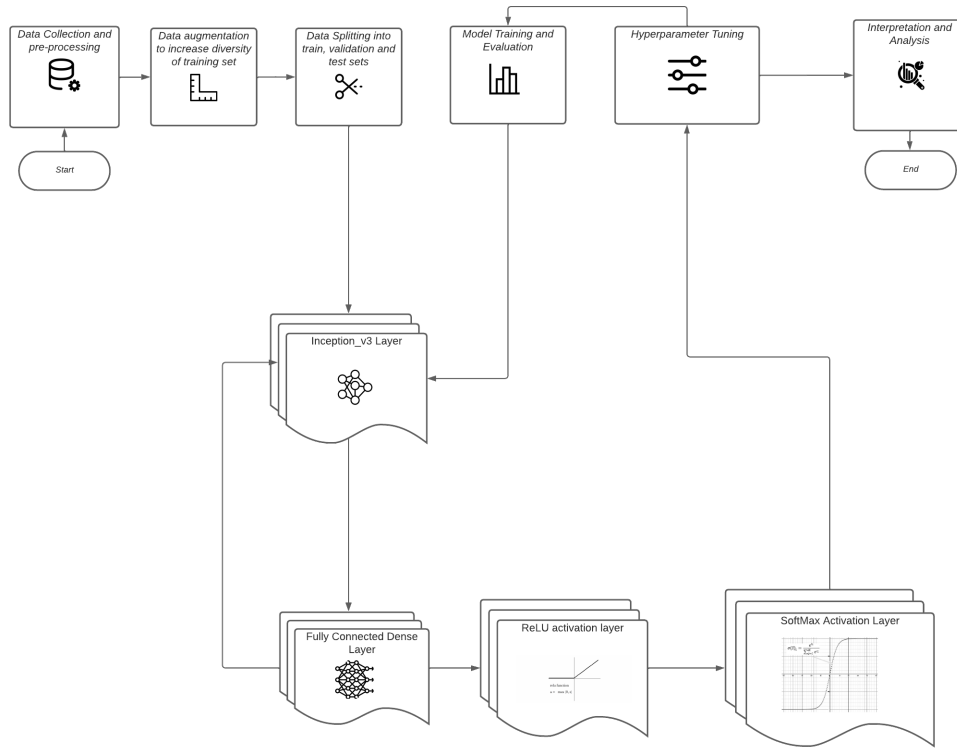 Data Collection and
pre-processing
Data augmentation
to increase diversity
of training set
Data Splitting into
train, validation and
test sets
Model Training and
Evaluation
Hyperparameter Tuning
Interpretation and
Analysis
Start
End
Inception_v3 Layer
Fully Connected Dense
Layer
ReLU activation layer
SoftMax Activation Layer